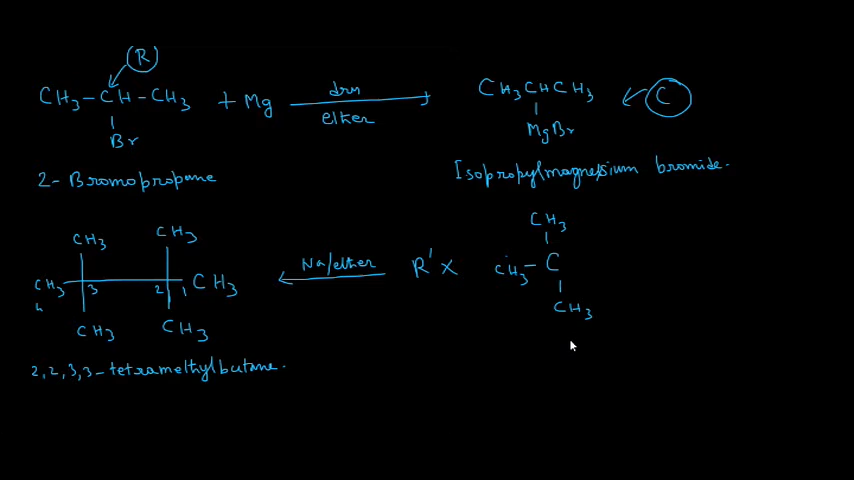 R
CH3-CH-CH3 + Mg dry ether CH3CHCH3 C
Br MgBr
2-Bromopropane Isopropylmagnesium bromide.
CH3 CH3 CH3
CH3 3 2 1 CH3 Na/ether R'X CH3-C
4 CH3 CH3 CH3
2,2,3,3-tetramethylbutane.